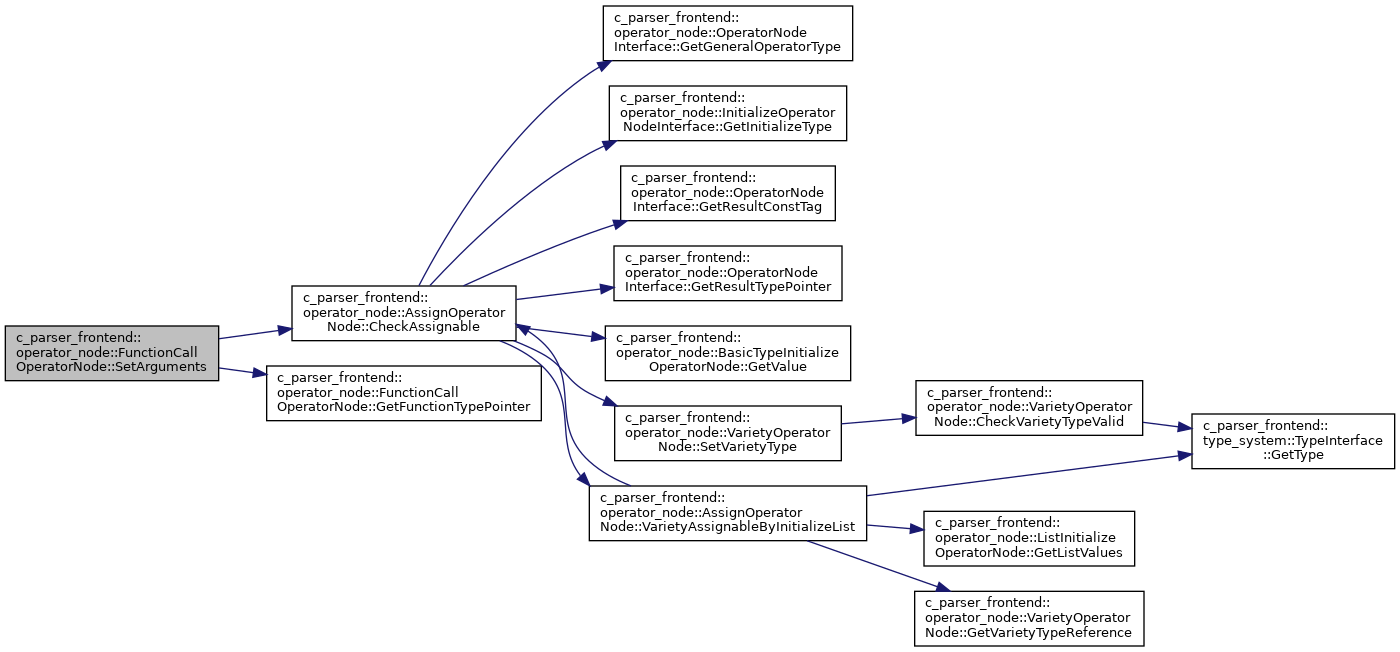 c_parser_frontend::
operator_node::OperatorNode
Interface::GetGeneralOperatorType
c_parser_frontend::
operator_node::InitializeOperator
NodeInterface::GetInitializeType
c_parser_frontend::
operator_node::OperatorNode
Interface::GetResultConstTag
c_parser_frontend::
operator_node::OperatorNode
Interface::GetResultTypePointer
c_parser_frontend::
operator_node::AssignOperator
Node::CheckAssignable
c_parser_frontend::
operator_node::FunctionCall
OperatorNode::SetArguments
c_parser_frontend::
operator_node::BasicTypeInitialize
OperatorNode::GetValue
c_parser_frontend::
operator_node::FunctionCall
OperatorNode::GetFunctionTypePointer
c_parser_frontend::
operator_node::VarietyOperator
Node::SetVarietyType
c_parser_frontend::
operator_node::VarietyOperator
Node::CheckVarietyTypeValid
c_parser_frontend::
type_system::TypeInterface
::GetType
c_parser_frontend::
operator_node::AssignOperator
Node::VarietyAssignableByInitializeList
c_parser_frontend::
operator_node::ListInitialize
OperatorNode::GetListValues
c_parser_frontend::
operator_node::VarietyOperator
Node::GetVarietyTypeReference